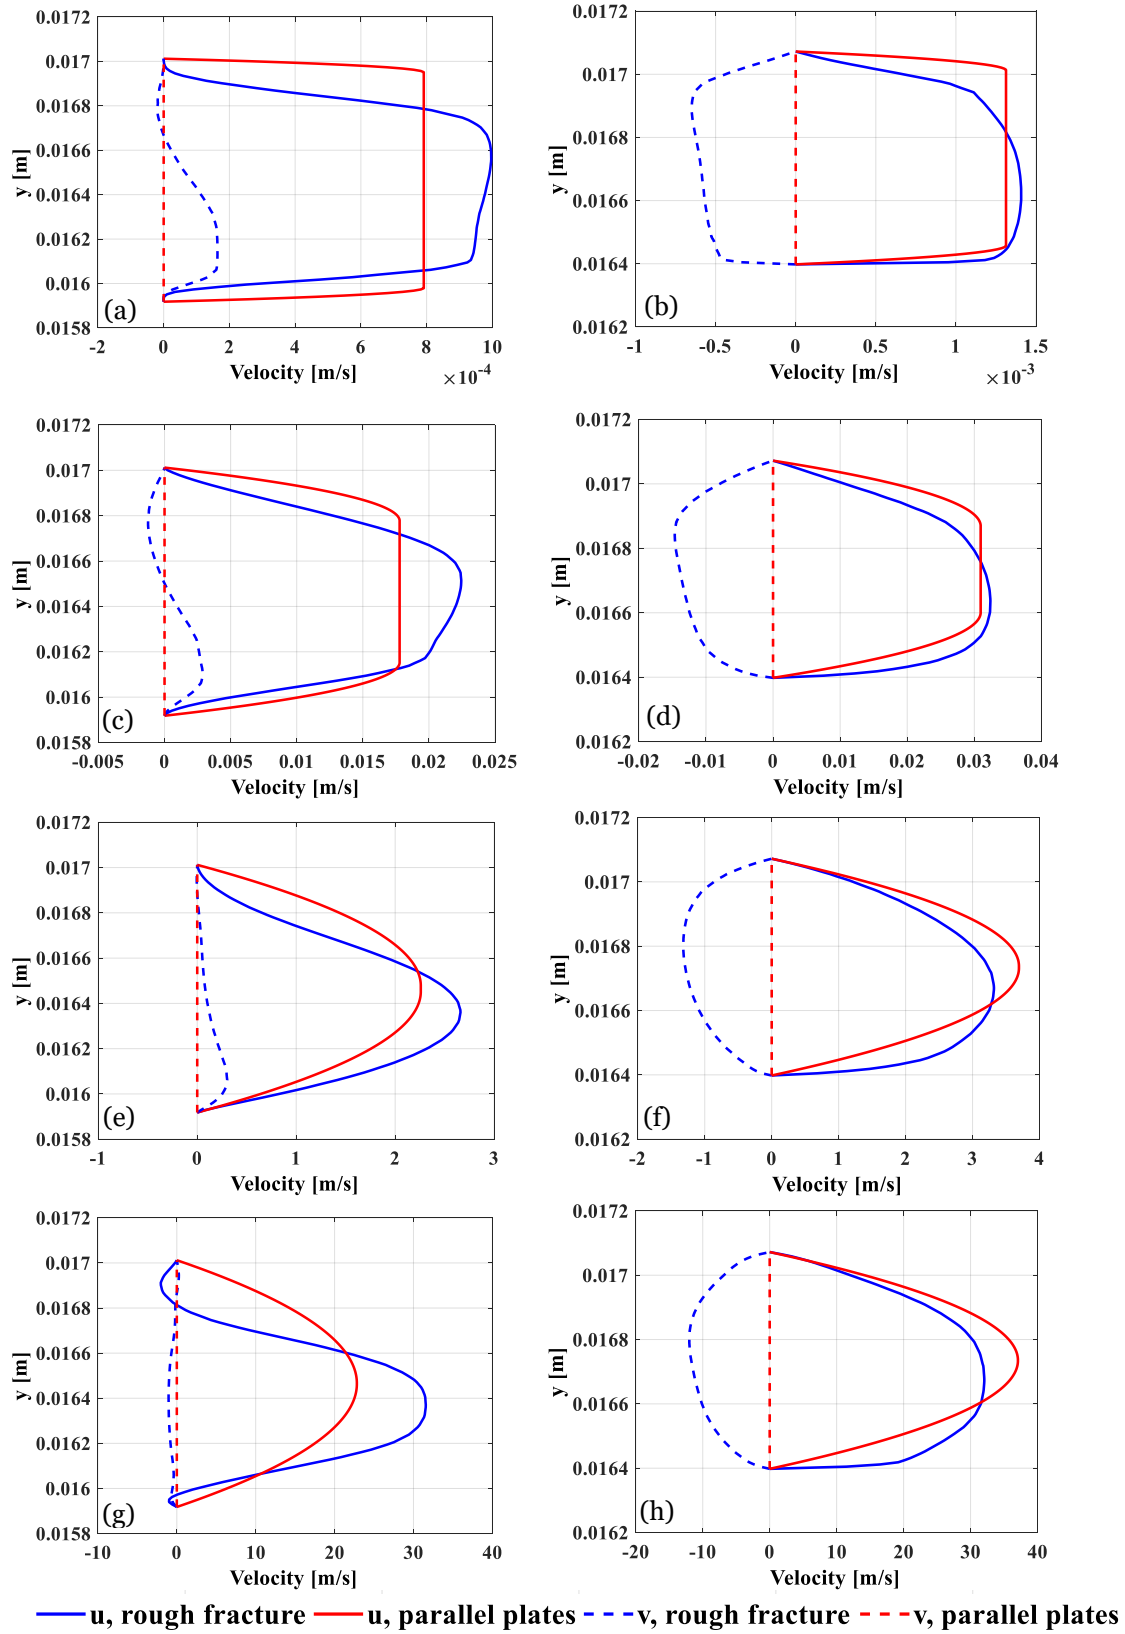 0.0172
0.017
0.0168
0.0166
0.0164
0.0162
0.016
0.0158
y [m]
(a)
-2 0 2 4 6 8 10
Velocity [m/s] ×10-4
0.0172
0.017
0.0168
0.0166
0.0164
0.0162
y [m]
(b)
-1 -0.5 0 0.5 1 1.5
Velocity [m/s] ×10-3
0.0172
0.017
0.0168
0.0166
0.0164
0.0162
0.016
0.0158
y [m]
(c)
-0.005 0 0.005 0.01 0.015 0.02 0.025
Velocity [m/s]
0.0172
0.017
0.0168
0.0166
0.0164
0.0162
y [m]
(d)
-0.02 -0.01 0 0.01 0.02 0.03 0.04
Velocity [m/s]
0.0172
0.017
0.0168
0.0166
0.0164
0.0162
0.016
0.0158
y [m]
(e)
-1 0 1 2 3
Velocity [m/s]
0.0172
0.017
0.0168
0.0166
0.0164
0.0162
y [m]
(f)
-2 -1 0 1 2 3 4
Velocity [m/s]
0.0172
0.017
0.0168
0.0166
0.0164
0.0162
0.016
0.0158
y [m]
(g)
-10 0 10 20 30 40
Velocity [m/s]
0.0172
0.017
0.0168
0.0166
0.0164
0.0162
y [m]
(h)
-20 -10 0 10 20 30 40
Velocity [m/s]
u, rough fracture u, parallel plates v, rough fracture v, parallel plates